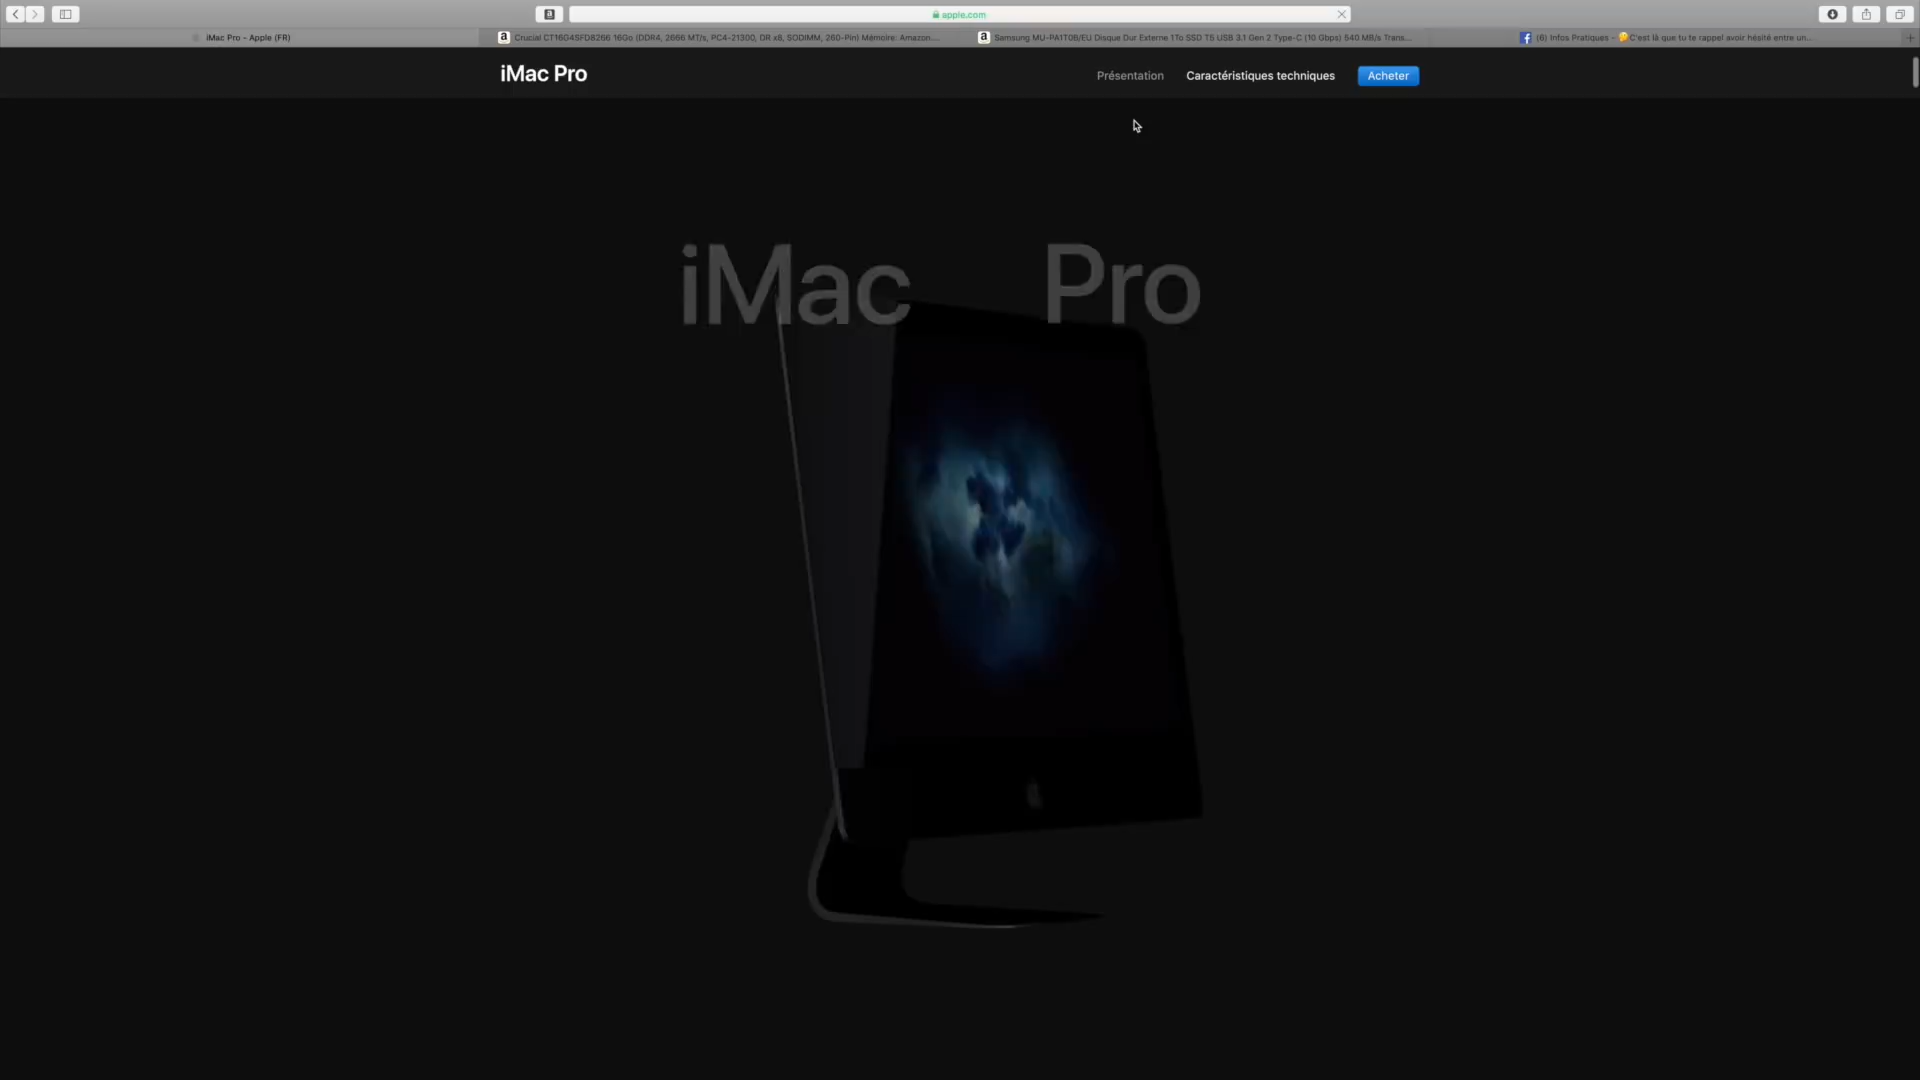 apple.com
iMac Pro - Apple (FR)
Crucial CT16G4SFD8266 16Go (DDR4, 2666 MT/s, PC4-21300, DR x8, SODIMM, 260-Pin) Mémoire: Amazon....
Samsung MU-PA1T0B/EU Disque Dur Externe 1To SSD T5 USB 3.1 Gen 2 Type-C (10 Gbps) 540 MB/s Trans...
(6) Infos Pratiques - 🤔C'est là que tu te rappel avoir hésité entre un...
iMac Pro
Présentation
Caractéristiques techniques
Acheter
iMac Pro